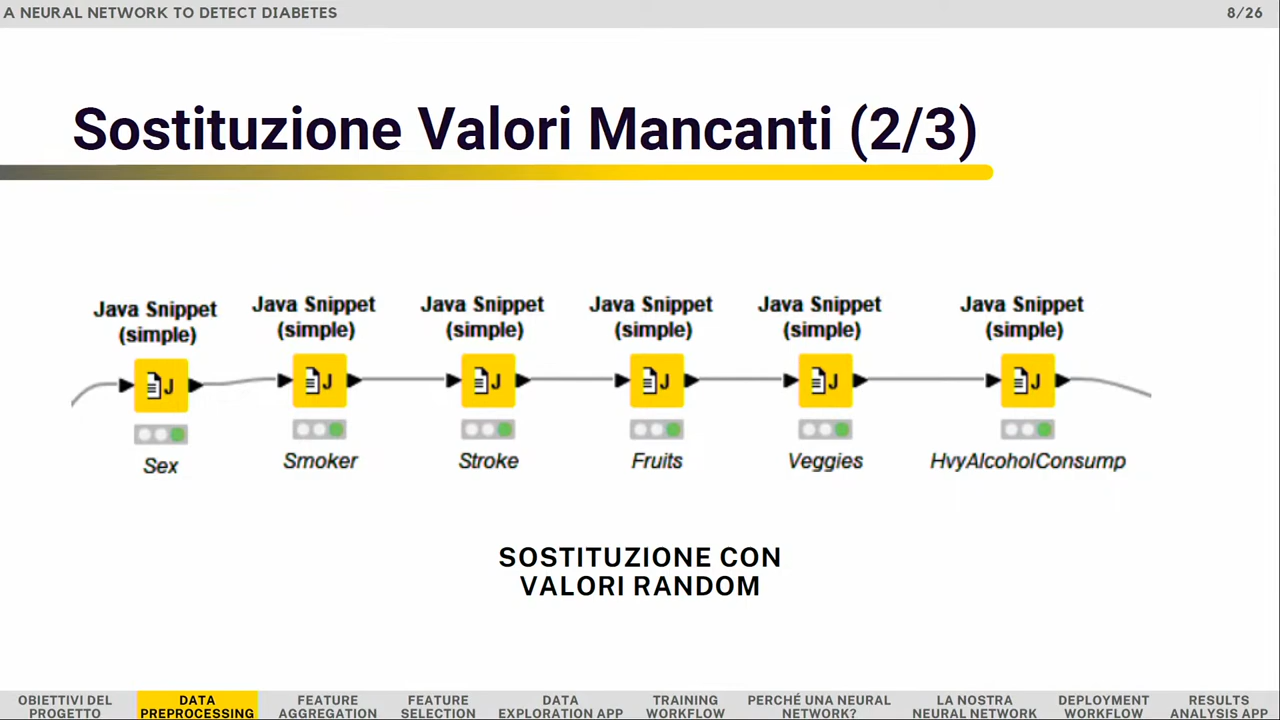 A NEURAL NETWORK TO DETECT DIABETES
8/26
Sostituzione Valori Mancanti (2/3)
Java Snippet
(simple)
J
Sex
Java Snippet
(simple)
J
Smoker
Java Snippet
(simple)
J
Stroke
Java Snippet
(simple)
J
Fruits
Java Snippet
(simple)
J
Veggies
Java Snippet
(simple)
J
HvyAlcoholConsump
SOSTITUZIONE CON
VALORI RANDOM
OBIETTIVI DEL
PROGETTO
DATA
PREPROCESSING
FEATURE
AGGREGATION
FEATURE
SELECTION
DATA
EXPLORATION APP
TRAINING
WORKFLOW
PERCHÉ UNA NEURAL
NETWORK?
LA NOSTRA
NEURAL NETWORK
DEPLOYMENT
WORKFLOW
RESULTS
ANALYSIS APP